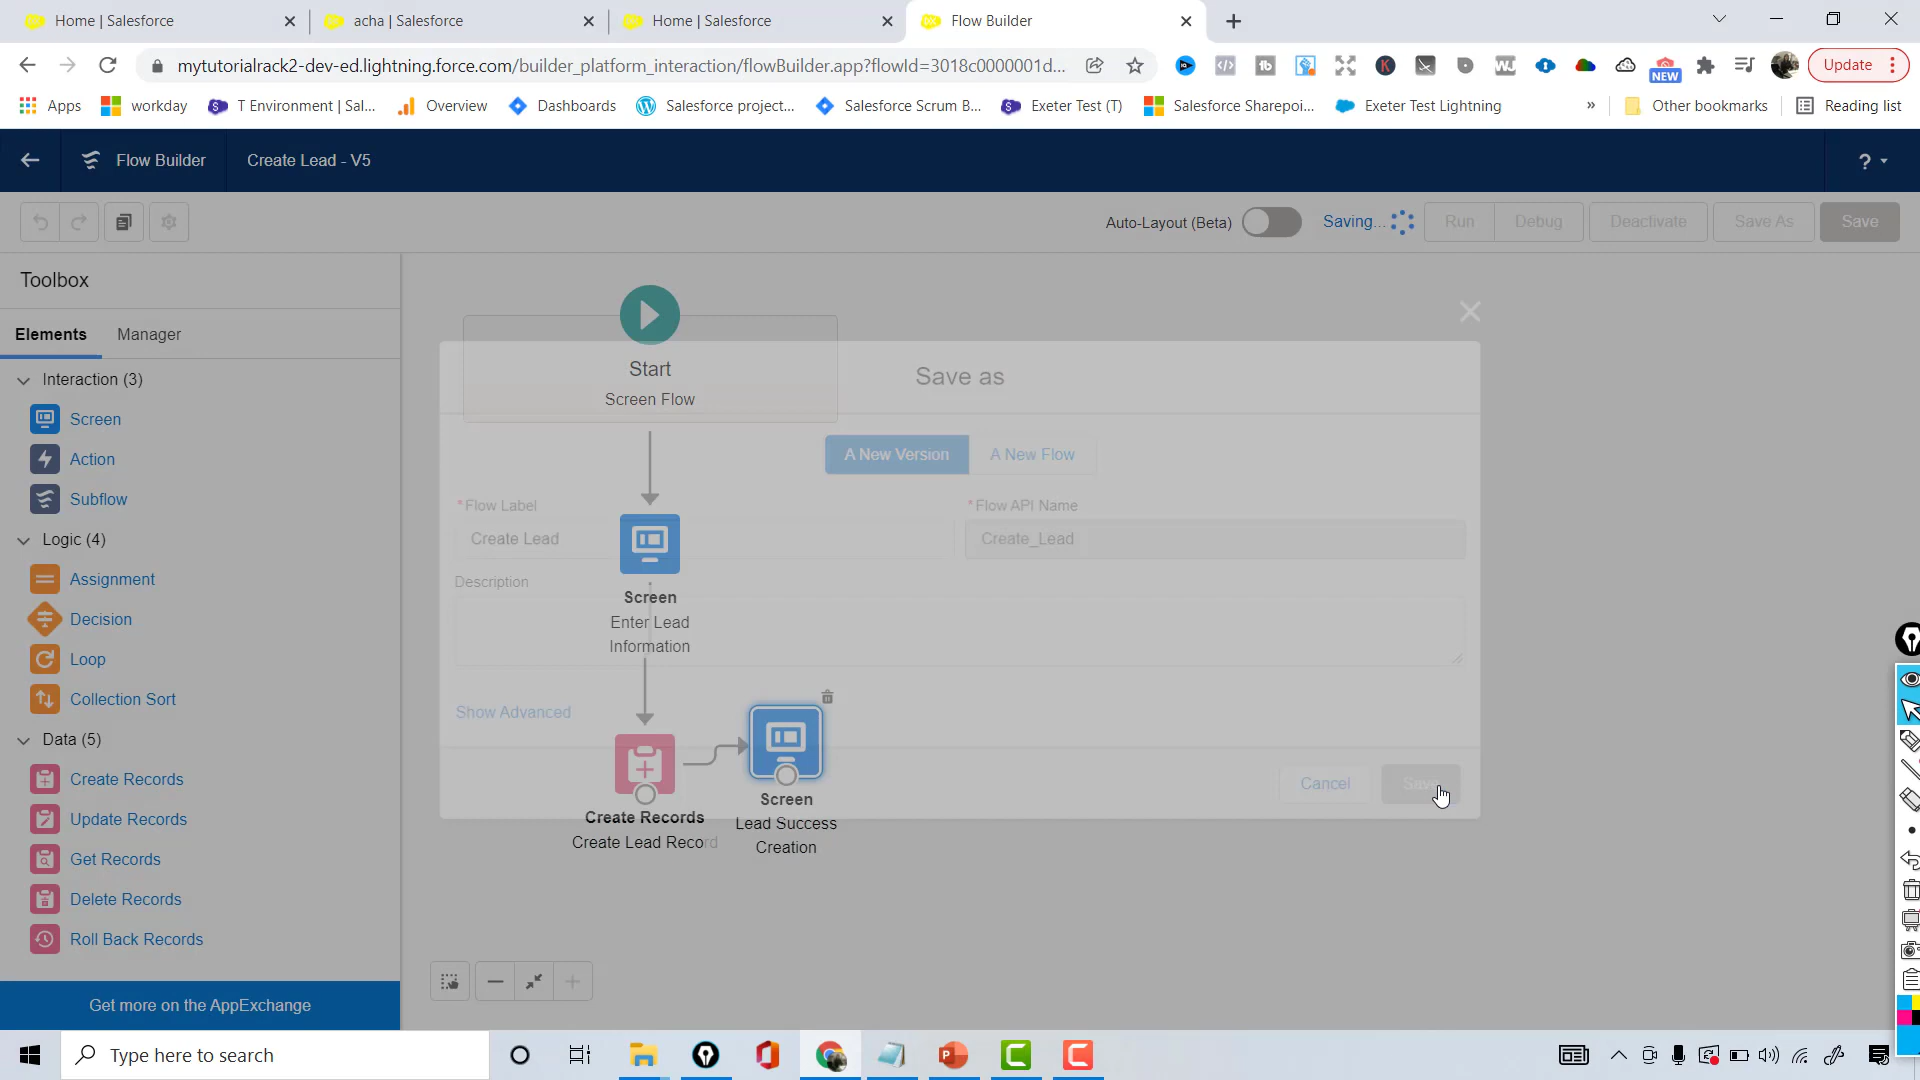 Home | Salesforce
acha | Salesforce
Home | Salesforce
Flow Builder
mytutorialrack2-dev-ed.lightning.force.com/builder_platform_interaction/flowBuilder.app?flowId=3018c0000001d...
NEW
Update
Apps
workday
T Environment | Sal...
Overview
Dashboards
Salesforce project...
Salesforce Scrum B...
Exeter Test (T)
Salesforce Sharepoi...
Exeter Test Lightning
»
Other bookmarks
Reading list
Flow Builder
Create Lead - V5
?
Auto-Layout (Beta)
Saving...
Run
Debug
Deactivate
Save As
Save
Toolbox
Elements
Manager
Interaction (3)
Screen
Action
Subflow
Logic (4)
Assignment
Decision
Loop
Collection Sort
Data (5)
Create Records
Update Records
Get Records
Delete Records
Roll Back Records
Get more on the AppExchange
Start
Screen Flow
Screen
Enter Lead
Information
Create Records
Create Lead Record
Screen
Lead Success
Creation
Save as
A New Version
A New Flow
*Flow Label
Create Lead
*Flow API Name
Create_Lead
Description
Show Advanced
Cancel
Save
Type here to search